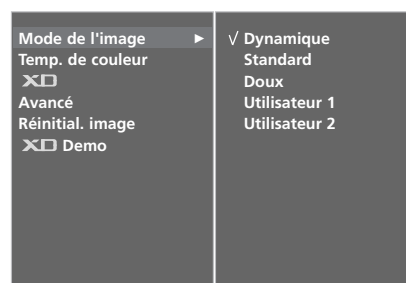 Mode de l'image ►
Temp. de couleur
XD
Avancé
Réinitial. image
XD Demo
√ Dynamique
Standard
Doux
Utilisateur 1
Utilisateur 2